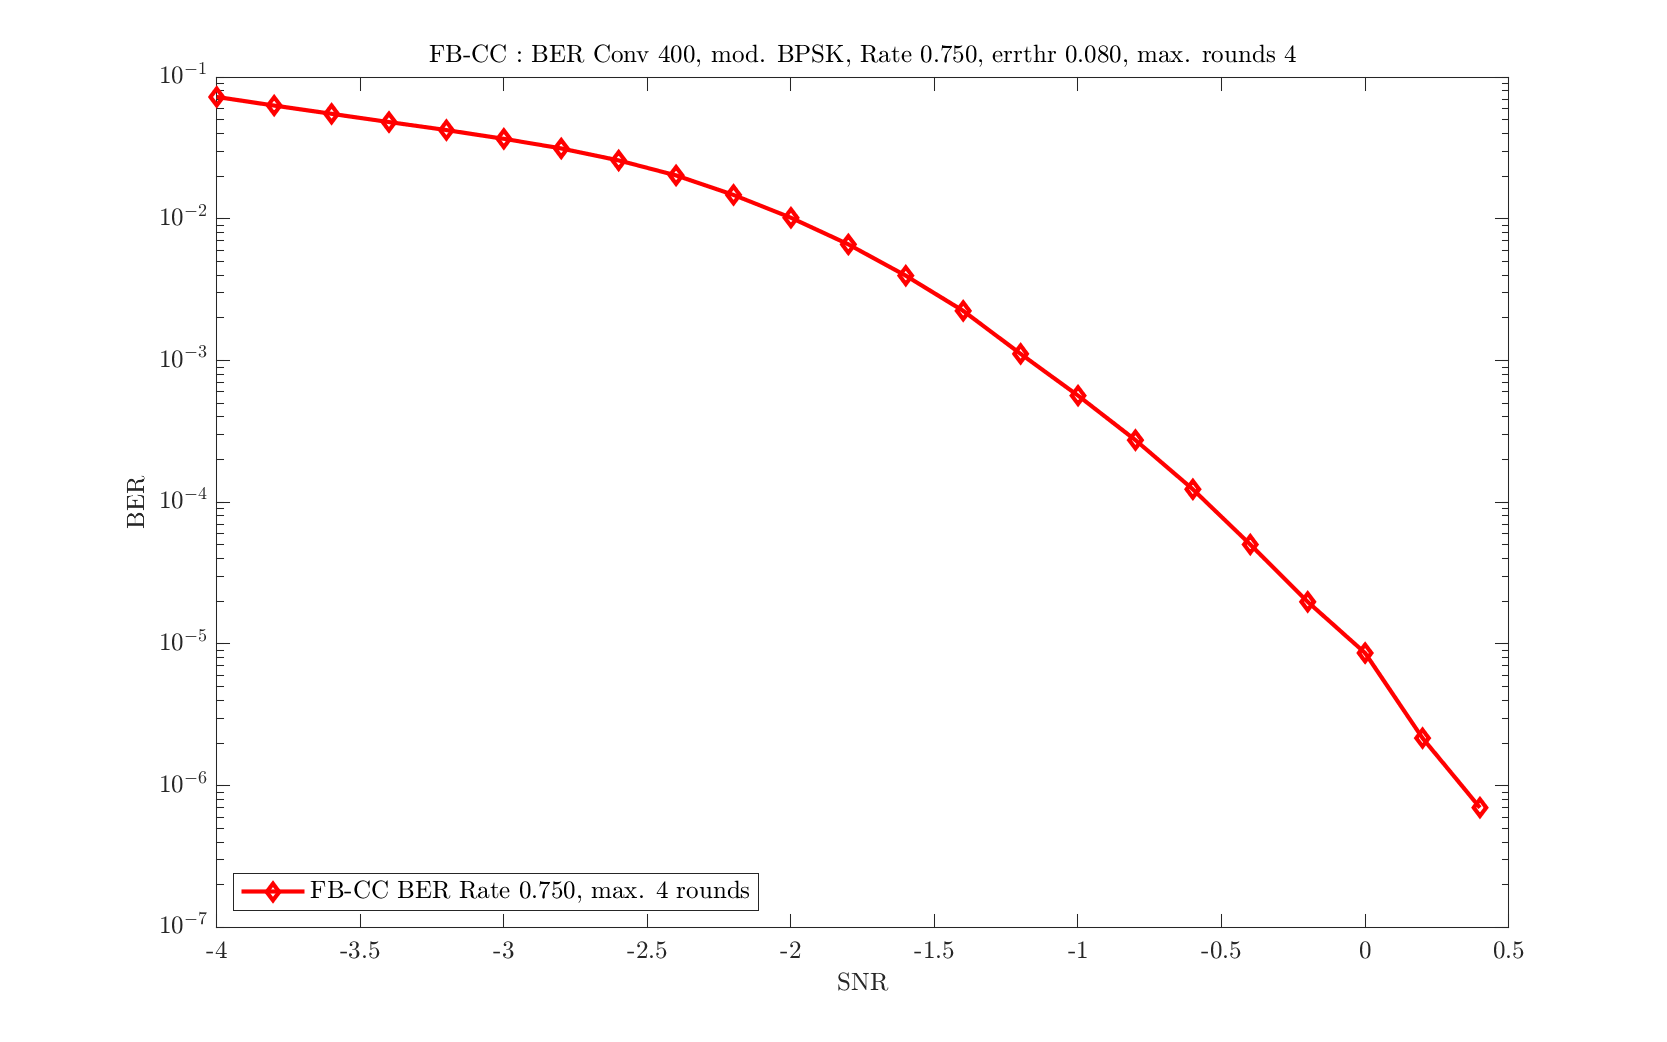 FB-CC : BER Conv 400, mod. BPSK, Rate 0.750, errthr 0.080, max. rounds 4
10⁻¹
10⁻²
10⁻³
10⁻⁴
10⁻⁵
10⁻⁶
10⁻⁷
BER
FB-CC BER Rate 0.750, max. 4 rounds
-4 -3.5 -3 -2.5 -2 -1.5 -1 -0.5 0 0.5
SNR